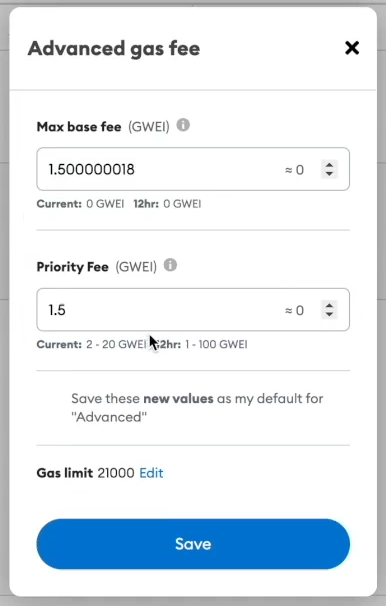 Advanced gas fee
Max base fee (GWEI)
1.500000018 ≈ 0
Current: 0 GWEI 12hr: 0 GWEI
Priority Fee (GWEI)
1.5 ≈ 0
Current: 2 - 20 GWEI 2hr: 1 - 100 GWEI
Save these new values as my default for
"Advanced"
Gas limit 21000 Edit
Save